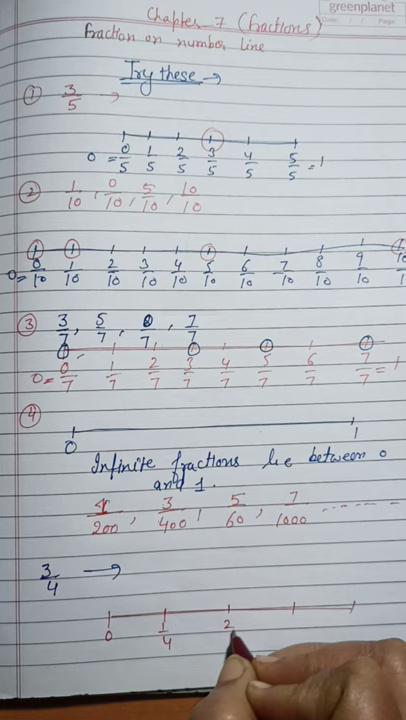 greenplanet
Date: / / Page
Chapter 7 (fractions)
fraction on number line
Try these →
① 3/5 →
0 = 0/5 1/5 2/5 3/5 4/5 5/5 = 1
② 1/10, 0/10, 5/10, 10/10
0 = 0/10 1/10 2/10 3/10 4/10 5/10 6/10 7/10 8/10 9/10
③ 3/7, 5/7, 0/7, 7/7
0 = 0/7 1/7 2/7 3/7 4/7 5/7 6/7 7/7 = 1
④
0 1
Infinite fractions lie between 0
and 1.
4/200, 3/400, 5/60, 7/1000 ------
3/4 →
0 1/4 2